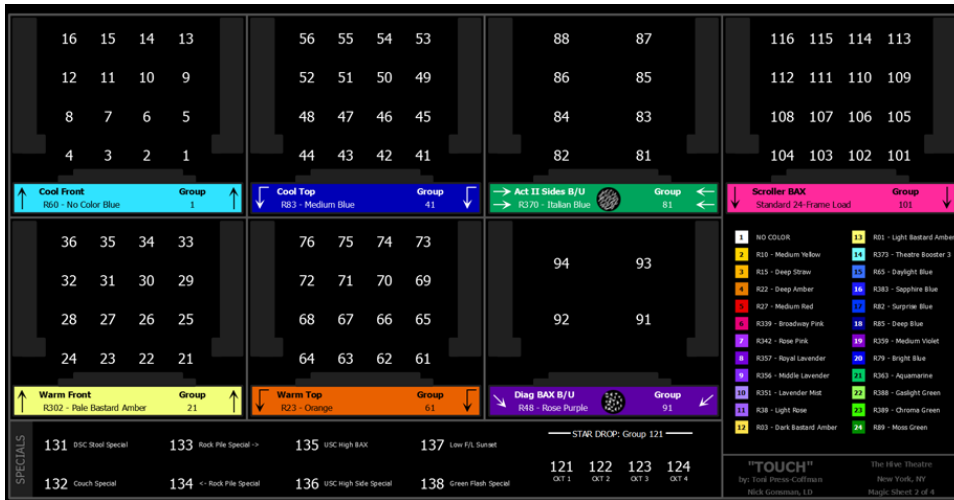 16 15 14 13
12 11 10 9
8 7 6 5
4 3 2 1
Cool Front Group
R60 - No Color Blue 1
56 55 54 53
52 51 50 49
48 47 46 45
44 43 42 41
Cool Top Group
R83 - Medium Blue 41
88 87
86 85
84 83
82 81
Act II Sides B/U Group
R370 - Italian Blue 81
116 115 114 113
112 111 110 109
108 107 106 105
104 103 102 101
Scroller BAX Group
Standard 24-Frame Load 101
36 35 34 33
32 31 30 29
28 27 26 25
24 23 22 21
Warm Front Group
R302 - Pale Bastard Amber 21
76 75 74 73
72 71 70 69
68 67 66 65
64 63 62 61
Warm Top Group
R23 - Orange 61
94 93
92 91
Diag BAX B/U Group
R48 - Rose Purple 91
1 NO COLOR
2 R10 - Medium Yellow
3 R15 - Deep Straw
4 R22 - Deep Amber
5 R27 - Medium Red
6 R339 - Broadway Pink
7 R342 - Rose Pink
8 R357 - Royal Lavender
9 R356 - Middle Lavender
10 R351 - Lavender Mist
11 R38 - Light Rose
12 R03 - Dark Bastard Amber
13 R01 - Light Bastard Amber
14 R373 - Theatre Booster 3
15 R65 - Daylight Blue
16 R383 - Sapphire Blue
17 R82 - Surprise Blue
18 R85 - Deep Blue
19 R359 - Medium Violet
20 R79 - Bright Blue
21 R363 - Aquamarine
22 R388 - Gaslight Green
23 R389 - Chroma Green
24 R89 - Moss Green
SPECIALS
131 DSC Stool Special
133 Rock Pile Special ->
135 USC High BAX
137 Low F/L Sunset
132 Couch Special
134 <- Rock Pile Special
136 USC High Side Special
138 Green Flash Special
STAR DROP: Group 121
121 122 123 124
CKT 1 CKT 2 CKT 3 CKT 4
"TOUCH"
by: Toni Press-Coffman
Nick Gonsman, LD
The Hive Theatre
New York, NY
Magic Sheet 2 of 4